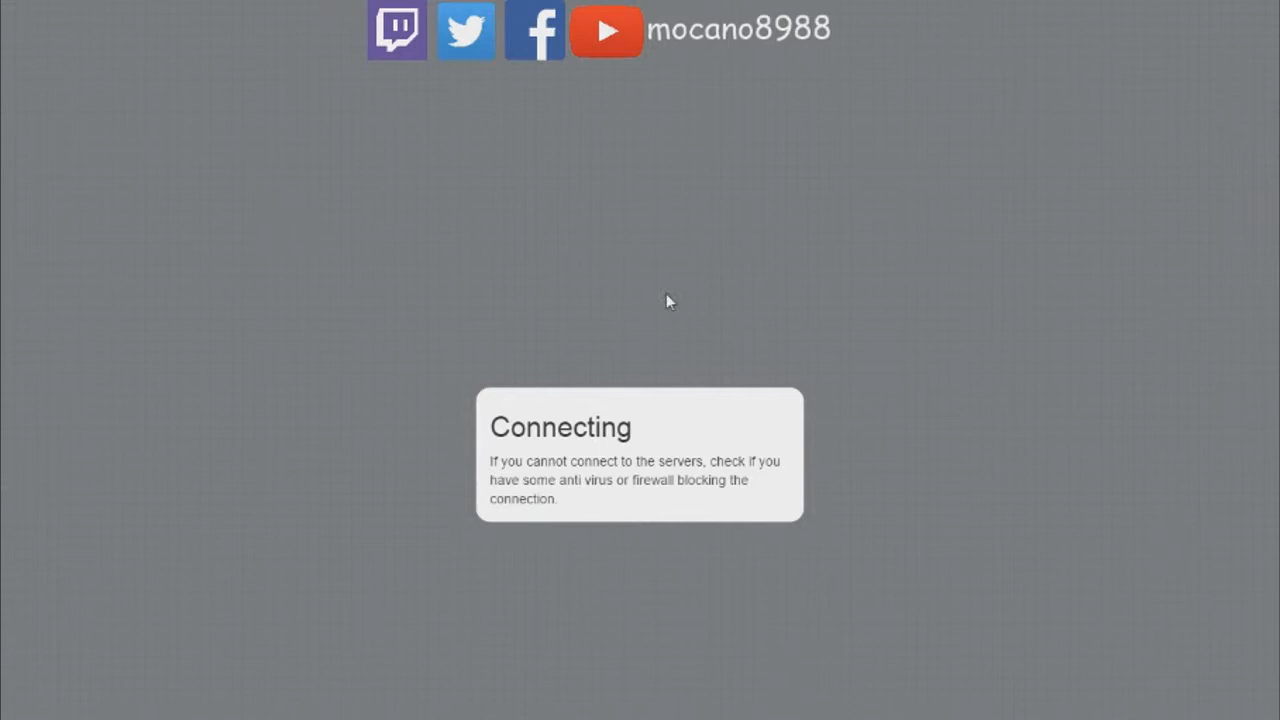 mocano8988
Connecting
If you cannot connect to the servers, check if you
have some anti virus or firewall blocking the
connection.